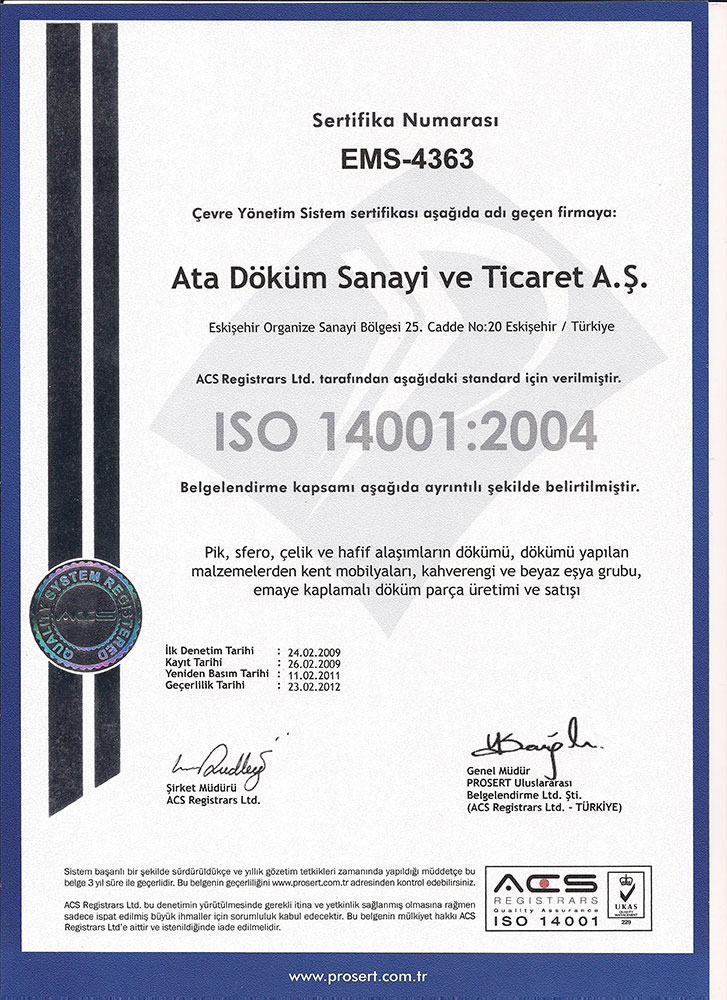 Sertifika Numarası
EMS-4363
Çevre Yönetim Sistem sertifikası aşağıda adı geçen firmaya:
Ata Döküm Sanayi ve Ticaret A.Ş.
Eskişehir Organize Sanayi Bölgesi 25. Cadde No:20 Eskişehir / Türkiye
ACS Registrars Ltd. tarafından aşağıdaki standard için verilmiştir.
ISO 14001:2004
Belgelendirme kapsamı aşağıda ayrıntılı şekilde belirtilmiştir.
Pik, sfero, çelik ve hafif alaşımların dökümü, dökümü yapılan
malzemelerden kent mobilyaları, kahverengi ve beyaz eşya grubu,
emaye kaplamalı döküm parça üretimi ve satışı
QUALITY SYSTEM REGISTERED
ACS
İlk Denetim Tarihi : 24.02.2009
Kayıt Tarihi : 26.02.2009
Yeniden Basım Tarihi : 11.02.2011
Geçerlilik Tarihi : 23.02.2012
Şirket Müdürü
ACS Registrars Ltd.
Genel Müdür
PROSERT Uluslararası
Belgelendirme Ltd. Şti.
(ACS Registrars Ltd. - TÜRKİYE)
Sistem başarılı bir şekilde sürdürüldükçe ve yıllık gözetim tetkikleri zamanında yapıldığı müddetçe bu
belge 3 yıl süre ile geçerlidir. Bu belgenin geçerliliğini www.prosert.com.tr adresinden kontrol edebilirsiniz.
ACS Registrars Ltd. bu denetimin yürütülmesinde gerekli itina ve yetkinlik sağlanmış olmasına rağmen
sadece ispat edilmiş büyük ihmaller için sorumluluk kabul edecektir. Bu belgenin mülkiyet hakkı ACS
Registrars Ltd'e aittir ve istenildiğinde iade edilmelidir.
ACS
REGISTRARS
Quality Assurance
ISO 14001
UKAS
QUALITY
MANAGEMENT
229
www.prosert.com.tr